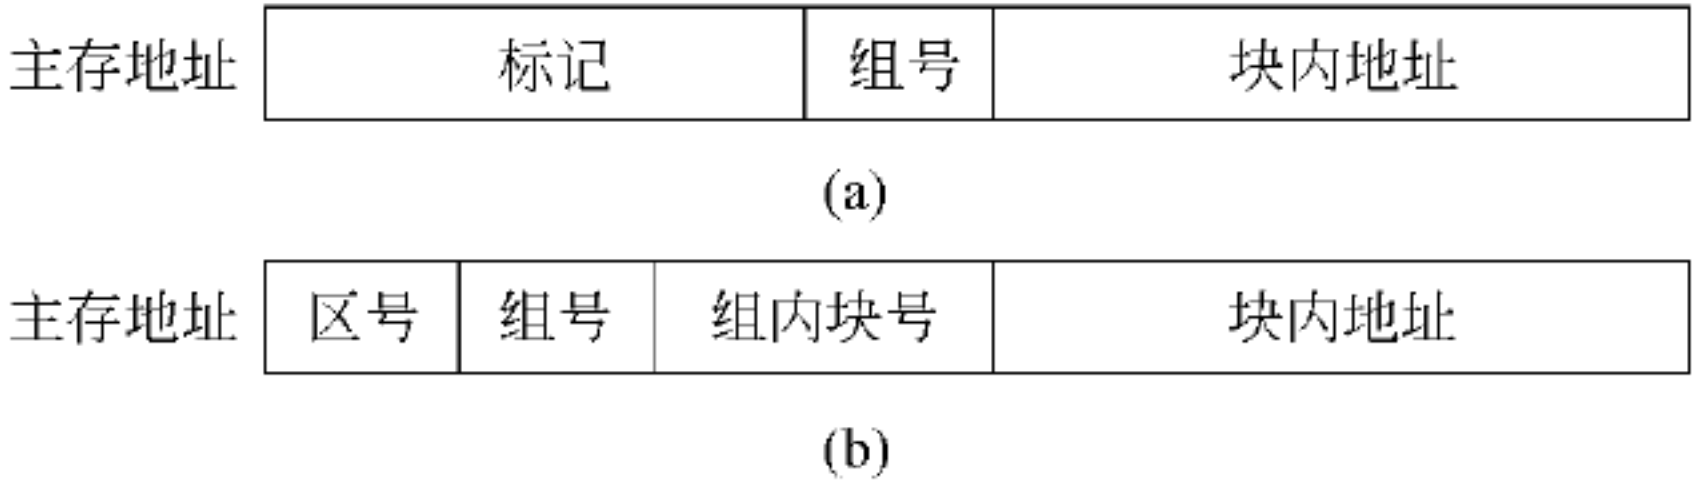 主存地址 标记 组号 块内地址
(a)
主存地址 区号 组号 组内块号 块内地址
(b)